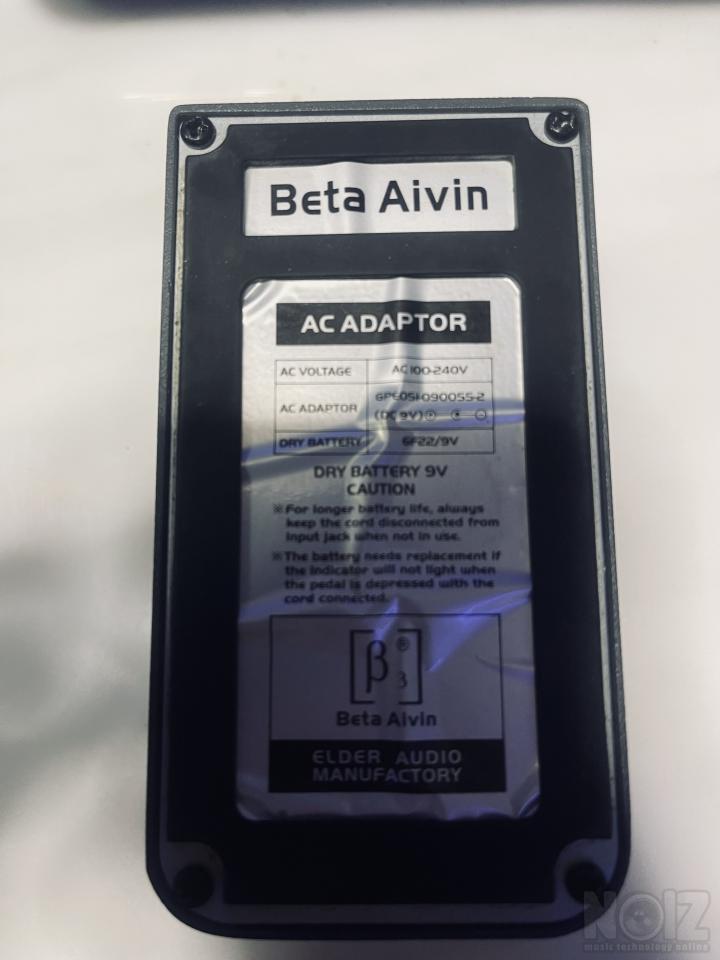 Beta Aivin
AC ADAPTOR
AC VOLTAGE AC 100-240V
AC ADAPTOR GPE051-090055-2
(DC 9V)
DRY BATTERY 6F22/9V
DRY BATTERY 9V
CAUTION
※For longer battery life, always
keep the cord disconnected from
input jack when not in use.
※The battery needs replacement if
the indicator will not light when
the pedal is depressed with the
cord connected.
[β®β]
Beta Aivin
ELDER AUDIO
MANUFACTORY
NOIZ
music technology online